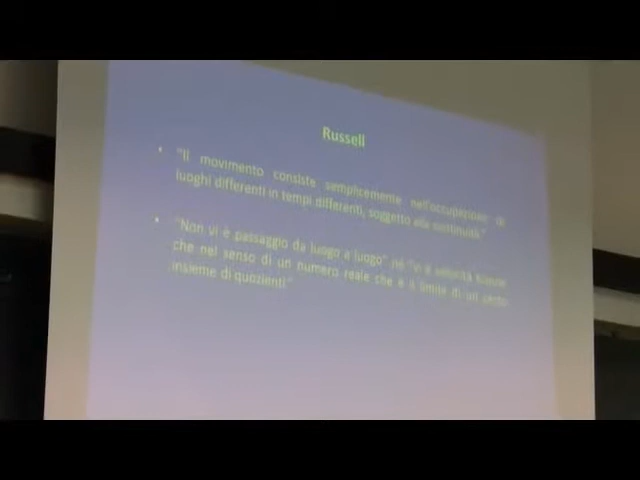 Russell
• "Il movimento consiste semplicemente nell'occupazione di
luoghi differenti in tempi differenti, soggetto alla continuità"
• "Non vi è passaggio da luogo a luogo" né "vi è velocità
che nel senso di un numero reale che è il limite di un certo
insieme di quozienti"